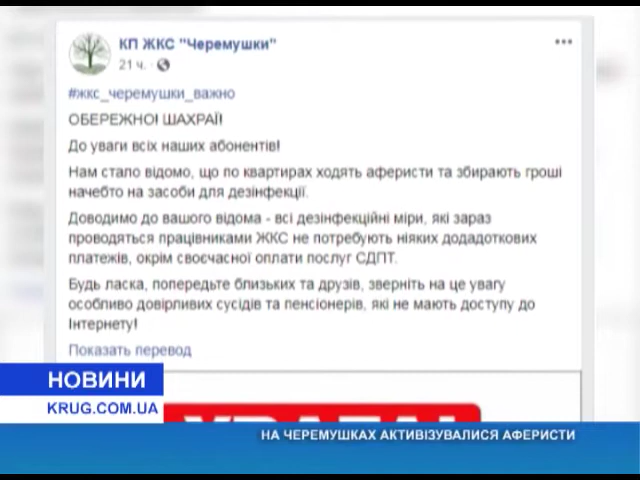 КП ЖКС "Черемушки"
21 ч. ·
#жкс_черемушки_важно
ОБЕРЕЖНО! ШАХРАЇ!
До уваги всіх наших абонентів!
Нам стало відомо, що по квартирах ходять аферисти та збирають гроші
начебто на засоби для дезінфекції.
Доводимо до вашого відома - всі дезінфекційні міри, які зараз
проводяться працівниками ЖКС не потребують ніяких додадоткових
платежів, окрім своєчасної оплати послуг СДПТ.
Будь ласка, попередьте близьких та друзів, зверніть на це увагу
особливо довірливих сусідів та пенсіонерів, які не мають доступу до
Інтернету!
Показать перевод
НОВИНИ
KRUG.COM.UA
УВАГА!
НА ЧЕРЕМУШКАХ АКТИВІЗУВАЛИСЯ АФЕРИСТИ